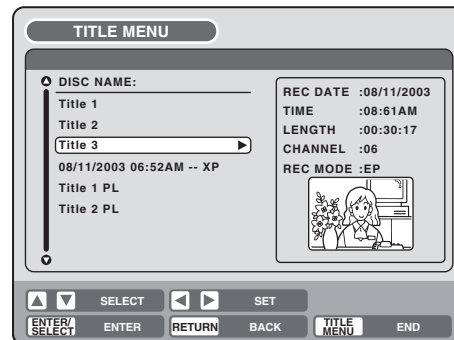 TITLE MENU
DISC NAME:
Title 1
Title 2
Title 3
08/11/2003 06:52AM -- XP
Title 1 PL
Title 2 PL
REC DATE :08/11/2003
TIME :08:61AM
LENGTH :00:30:17
CHANNEL :06
REC MODE :EP
SELECT SET
ENTER/SELECT ENTER RETURN BACK TITLE MENU END